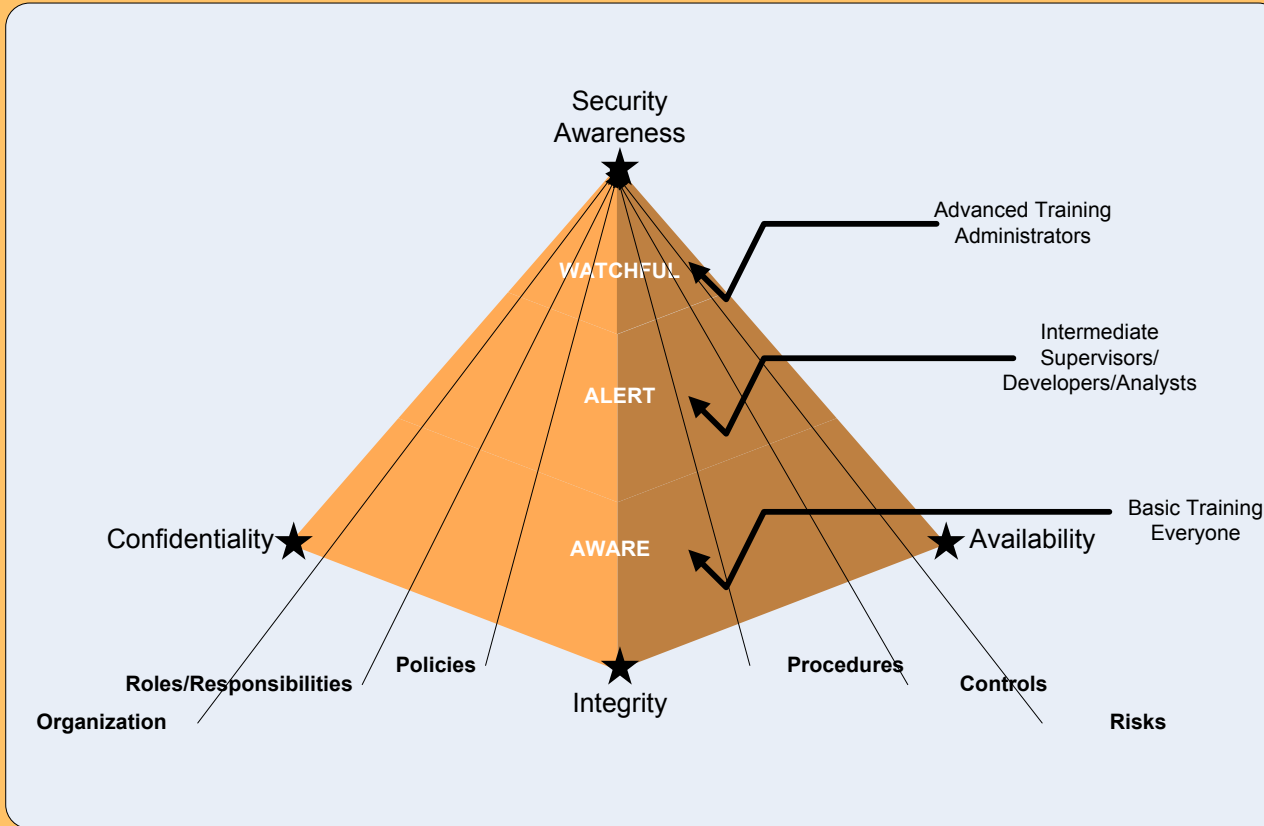 Security
Awareness
Advanced Training
Administrators
WATCHFUL
Intermediate
Supervisors/
Developers/Analysts
ALERT
Basic Training
Everyone
Confidentiality
AWARE
Availability
Policies
Procedures
Roles/Responsibilities
Controls
Integrity
Organization
Risks